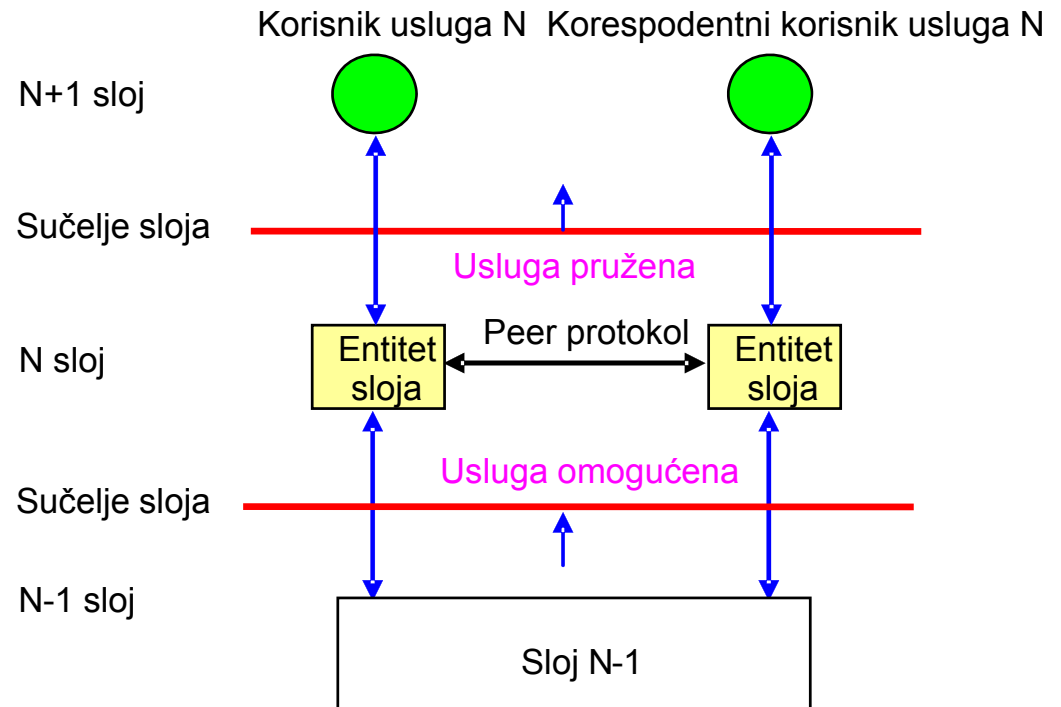 Korisnik usluga N
Korespodentni korisnik usluga N
N+1 sloj
Sučelje sloja
Usluga pružena
N sloj
Entitet
sloja
Peer protokol
Entitet
sloja
Usluga omogućena
Sučelje sloja
N-1 sloj
Sloj N-1